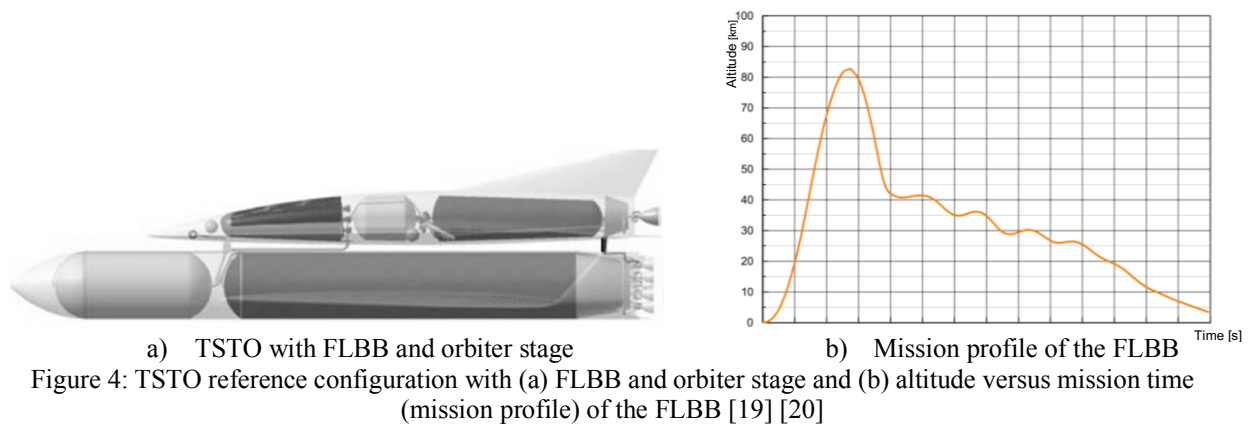 100
90
80
70
60
50
40
30
20
10
0
Altitude [km]
Time [s]
a) TSTO with FLBB and orbiter stage
b) Mission profile of the FLBB
Figure 4: TSTO reference configuration with (a) FLBB and orbiter stage and (b) altitude versus mission time
(mission profile) of the FLBB [19] [20]